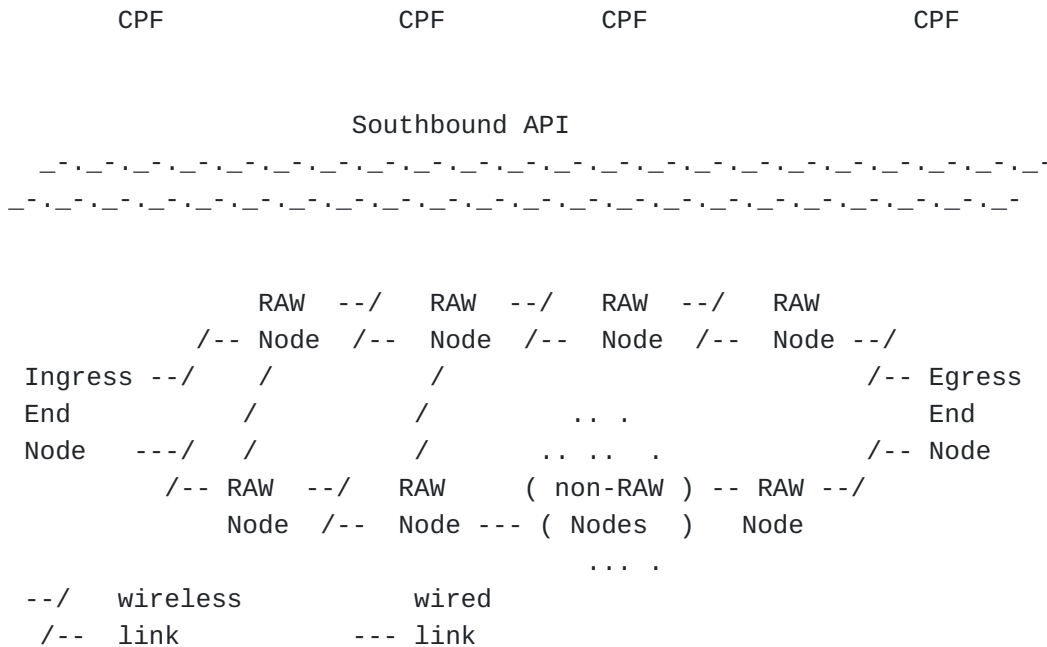 CPF CPF CPF CPF
Southbound API
_-._-._-._-._-._-._-._-._-._-._-._-._-._-._-._-._-._-._-._-._-._-
_-._-._-._-._-._-._-._-._-._-._-._-._-._-._-._-._-._-._-._-._-._-
RAW --/ RAW --/ RAW --/ RAW
/-- Node /-- Node /-- Node /-- Node --/
Ingress --/ / / /-- Egress
End / / .. . End
Node ---/ / / .. .. . /-- Node
/-- RAW --/ RAW ( non-RAW ) -- RAW --/
Node /-- Node --- ( Nodes ) Node
... .
--/ wireless wired
/-- link --- link